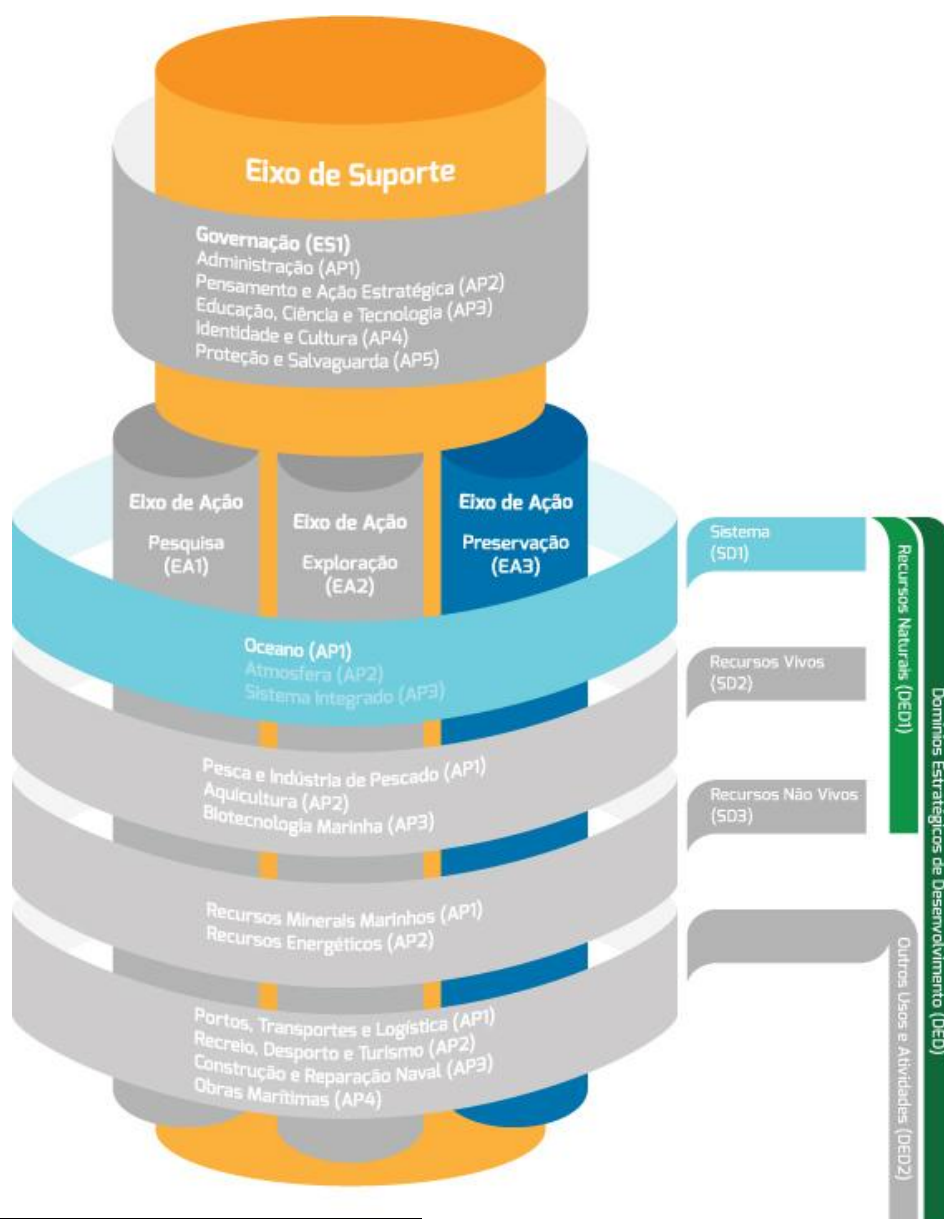 Eixo de Suporte
Governação (ES1)
Administração (AP1)
Pensamento e Ação Estratégica (AP2)
Educação, Ciência e Tecnologia (AP3)
Identidade e Cultura (AP4)
Proteção e Salvaguarda (AP5)
Eixo de Ação
Pesquisa
(EA1)
Eixo de Ação
Exploração
(EA2)
Eixo de Ação
Preservação
(EA3)
Oceano (AP1)
Atmosfera (AP2)
Sistema Integrado (AP3)
Pesca e Indústria de Pescado (AP1)
Aquicultura (AP2)
Biotecnologia Marinha (AP3)
Recursos Minerais Marinhos (AP1)
Recursos Energéticos (AP2)
Portos, Transportes e Logística (AP1)
Recreio, Desporto e Turismo (AP2)
Construção e Reparação Naval (AP3)
Obras Marítimas (AP4)
Sistema
(SD1)
Recursos Vivos
(SD2)
Recursos Não Vivos
(SD3)
Recursos Naturais (DED1)
Outros Usos e Atividades (DED2)
Domínios Estratégicos de Desenvolvimento (DED)